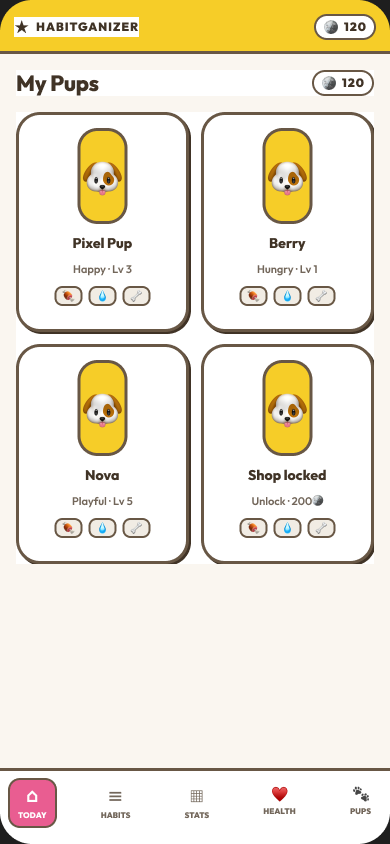 ★ HABITGANIZER
120
My Pups
120
Pixel Pup
Happy · Lv 3
Berry
Hungry · Lv 1
Nova
Playful · Lv 5
Shop locked
Unlock · 200
TODAY
HABITS
STATS
HEALTH
PUPS